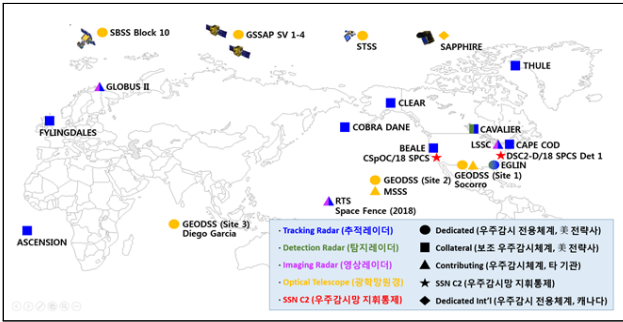 SBSS Block 10
GSSAP SV 1-4
STSS
SAPPHIRE
THULE
GLOBUS II
CLEAR
FYLINGDALES
COBRA DANE
CAVALIER
BEALE
CSpOC/18 SPCS
LSSC
CAPE COD
DSC2-D/18 SPCS Det 1
EGLIN
GEODSS (Site 1)
Socorro
GEODSS (Site 2)
MSSS
RTS
Space Fence (2018)
GEODSS (Site 3)
Diego Garcia
ASCENSION
· Tracking Radar (추적레이더)
· Detection Radar (탐지레이더)
· Imaging Radar (영상레이더)
· Optical Telescope (광학망원경)
· SSN C2 (우주감시망 지휘통제)
Dedicated (우주감시 전용체계, 美 전략사)
Collateral (보조 우주감시체계, 美 전략사)
Contributing (우주감시체계, 타 기관)
SSN C2 (우주감시망 지휘통제)
Dedicated Int'l (우주감시 전용체계, 캐나다)